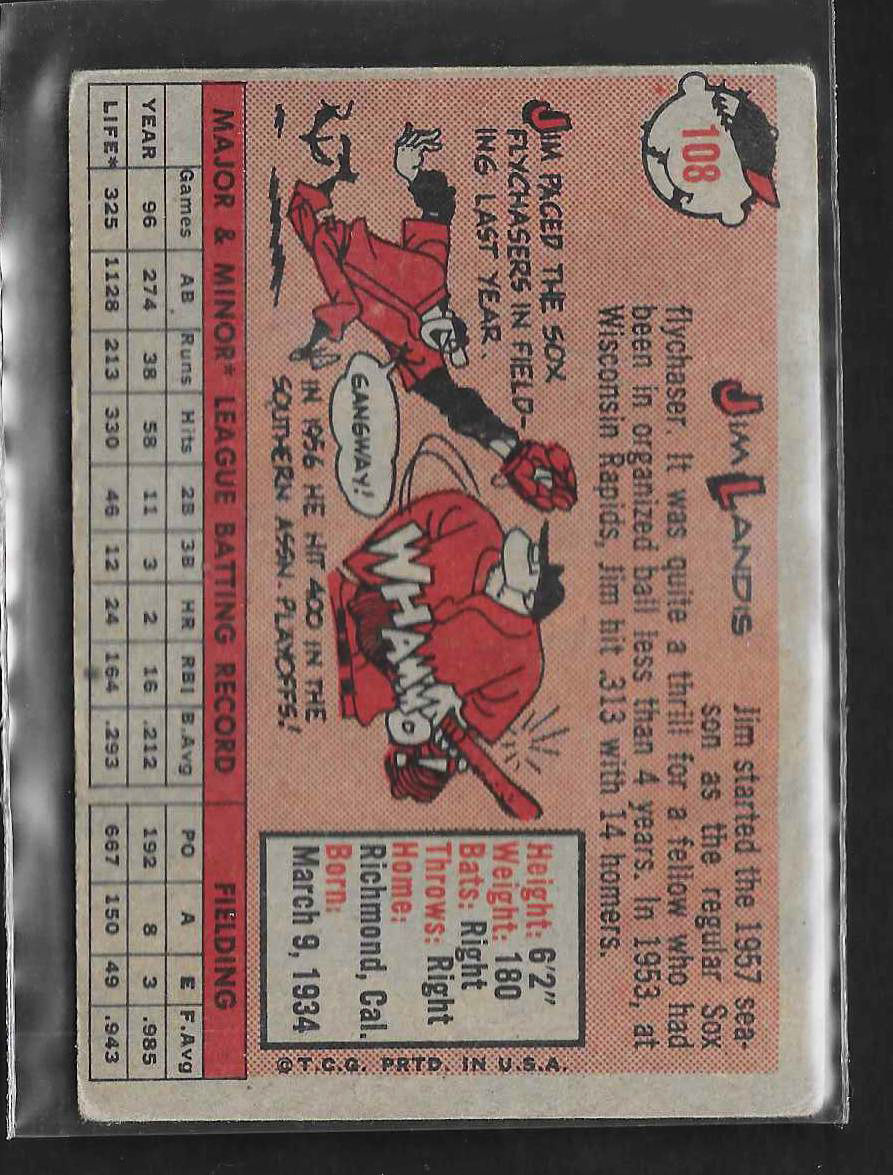 108
JIM LANDIS
Jim started the 1957 sea-
son as the regular Sox
flychaser. It was quite a thrill for a fellow who had
been in organized ball less than 4 years. In 1953, at
Wisconsin Rapids, Jim hit .313 with 14 homers.
JIM PACED THE SOX
FLYCHASERS IN FIELD-
ING LAST YEAR.
GANGWAY!
WHAMMO!
IN 1956 HE HIT .400 IN THE
SOUTHERN ASSN. PLAYOFFS!
Height: 6'2"
Weight: 180
Bats: Right
Throws: Right
Home:
Richmond, Cal.
Born:
March 9, 1934
©T.C.G. PRTD. IN U.S.A.
MAJOR & MINOR* LEAGUE BATTING RECORD FIELDING
Games AB Runs Hits 2B 3B HR RBI B.Avg PO A E F.Avg
YEAR 96 274 38 58 11 3 2 16 .212 192 8 3 .985
LIFE* 325 1128 213 330 46 12 24 164 .293 667 150 49 .943